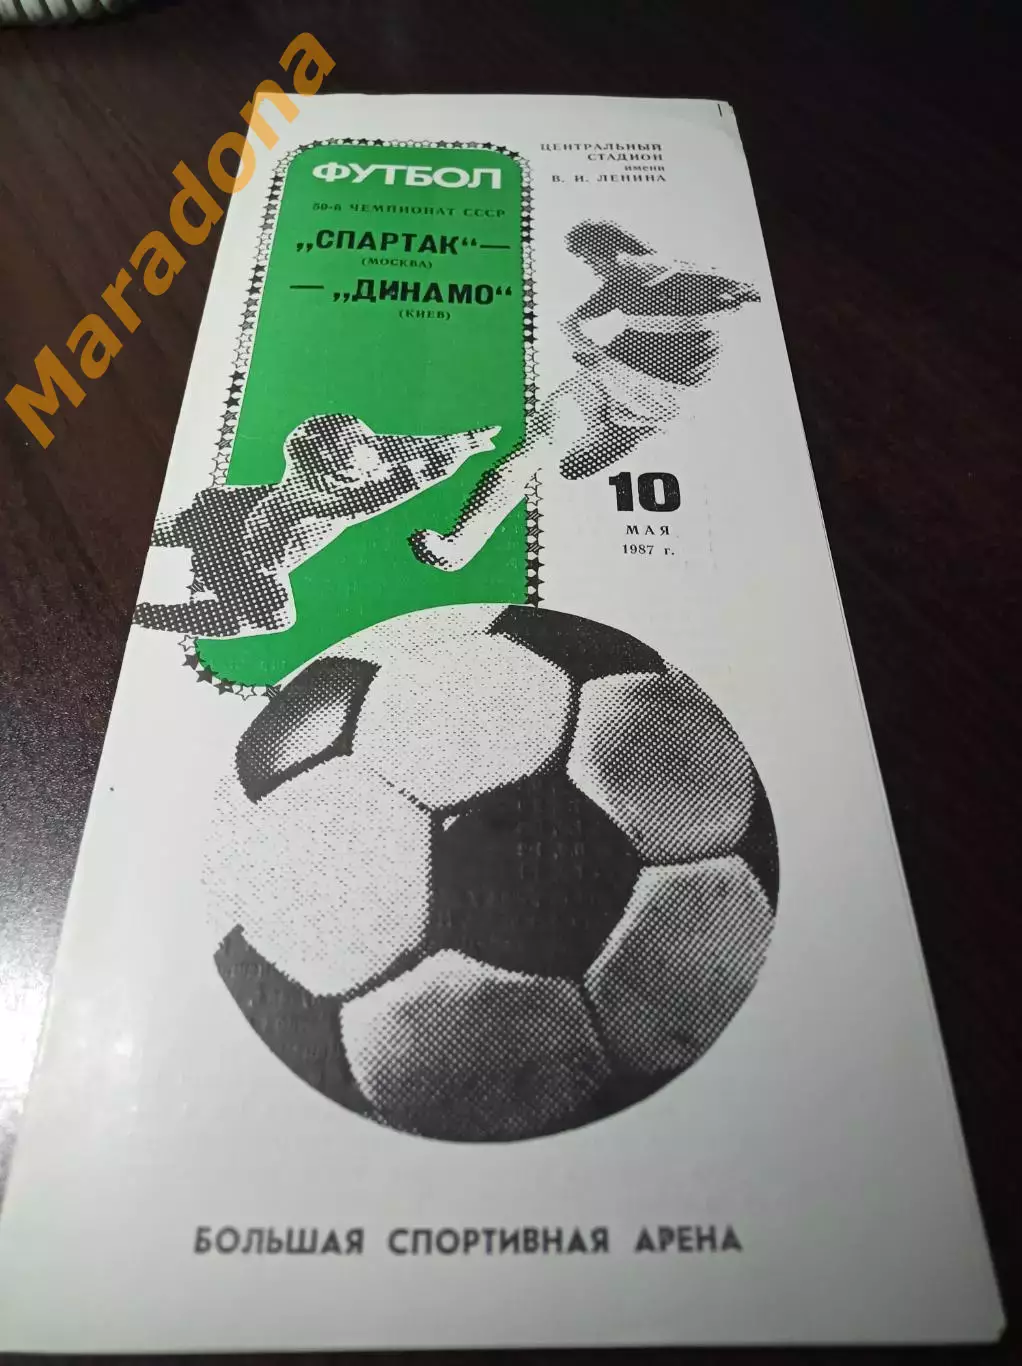 Maradona
ФУТБОЛ
50-й ЧЕМПИОНАТ СССР
„СПАРТАК“—
(МОСКВА)
—„ДИНАМО“
(КИЕВ)
ЦЕНТРАЛЬНЫЙ
СТАДИОН
имени
В. И. ЛЕНИНА
10
МАЯ
1987 г.
БОЛЬШАЯ СПОРТИВНАЯ АРЕНА